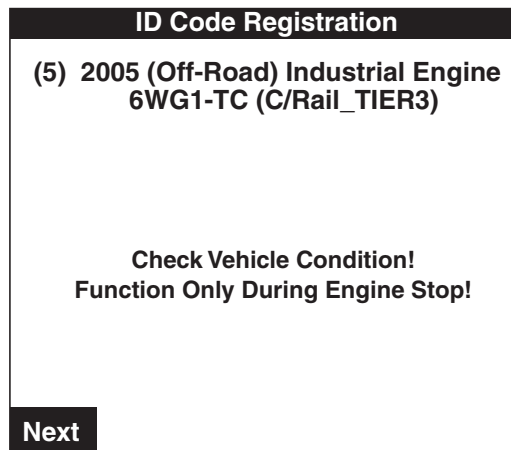 ID Code Registration
(5) 2005 (Off-Road) Industrial Engine
6WG1-TC (C/Rail_TIER3)
Check Vehicle Condition!
Function Only During Engine Stop!
Next